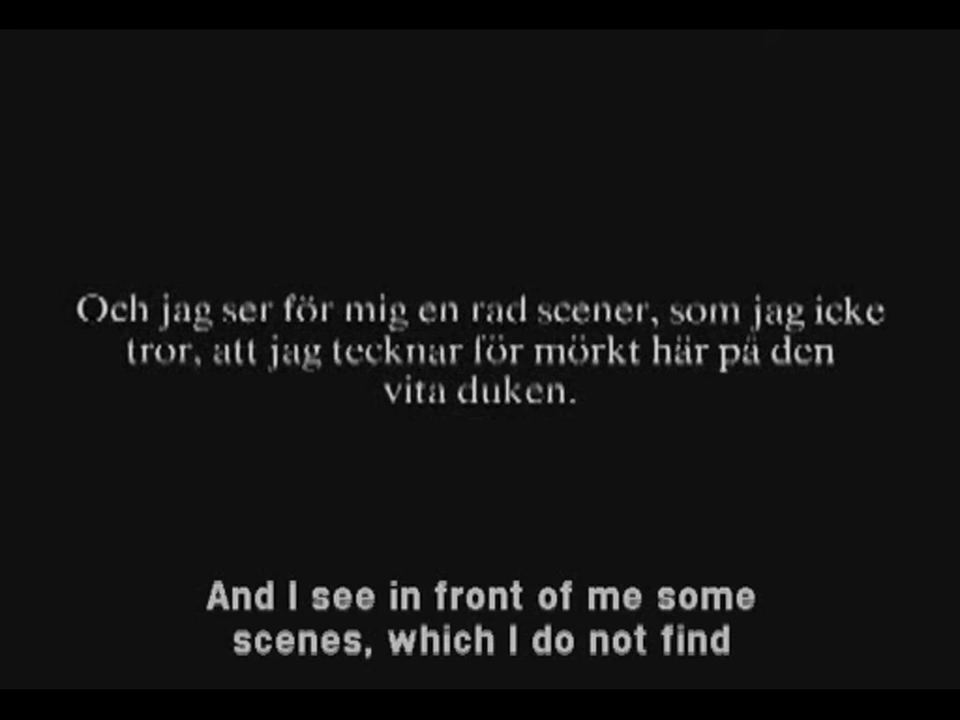 Och jag ser för mig en rad scener, som jag icke
tror, att jag tecknar för mörkt här på den
vita duken.
And I see in front of me some
scenes, which I do not find